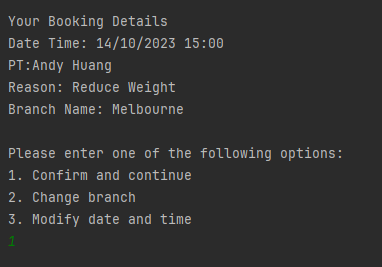 Your Booking Details
Date Time: 14/10/2023 15:00
PT:Andy Huang
Reason: Reduce Weight
Branch Name: Melbourne
Please enter one of the following options:
1. Confirm and continue
2. Change branch
3. Modify date and time
1